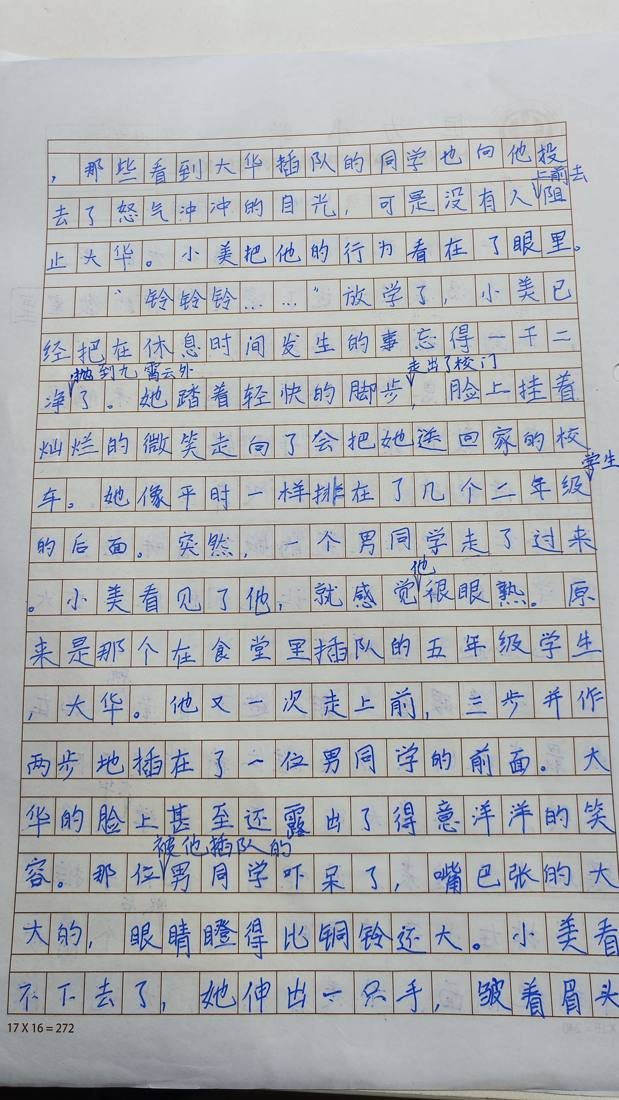 ，那些看到大华插队的同学也向他投
上前去
去了怒气冲冲的目光，可是没有人阻
止大华。小美把他的行为看在了眼里。
“铃铃铃……”放学了，小美已
经把在休息时间发生的事忘得一干二
抛到九霄云外 走出了校门
净了。她踏着轻快的脚步，脸上挂着
灿烂的微笑走向了会把她送回家的校
学生
车。她像平时一样排在了几个二年级
的后面。突然，一个男同学走了过来
他
。小美看见了他，就感觉很眼熟。原
来是那个在食堂里插队的五年级学生
，大华。他又一次走上前，三步并作
两步地插在了一位男同学的前面。大
华的脸上甚至还露出了得意洋洋的笑
被他插队的
容。那位男同学吓呆了，嘴巴张的大
大的，眼睛瞪得比铜铃还大。小美看
不下去了，她伸出一只手，皱着眉头
17 X 16 = 272